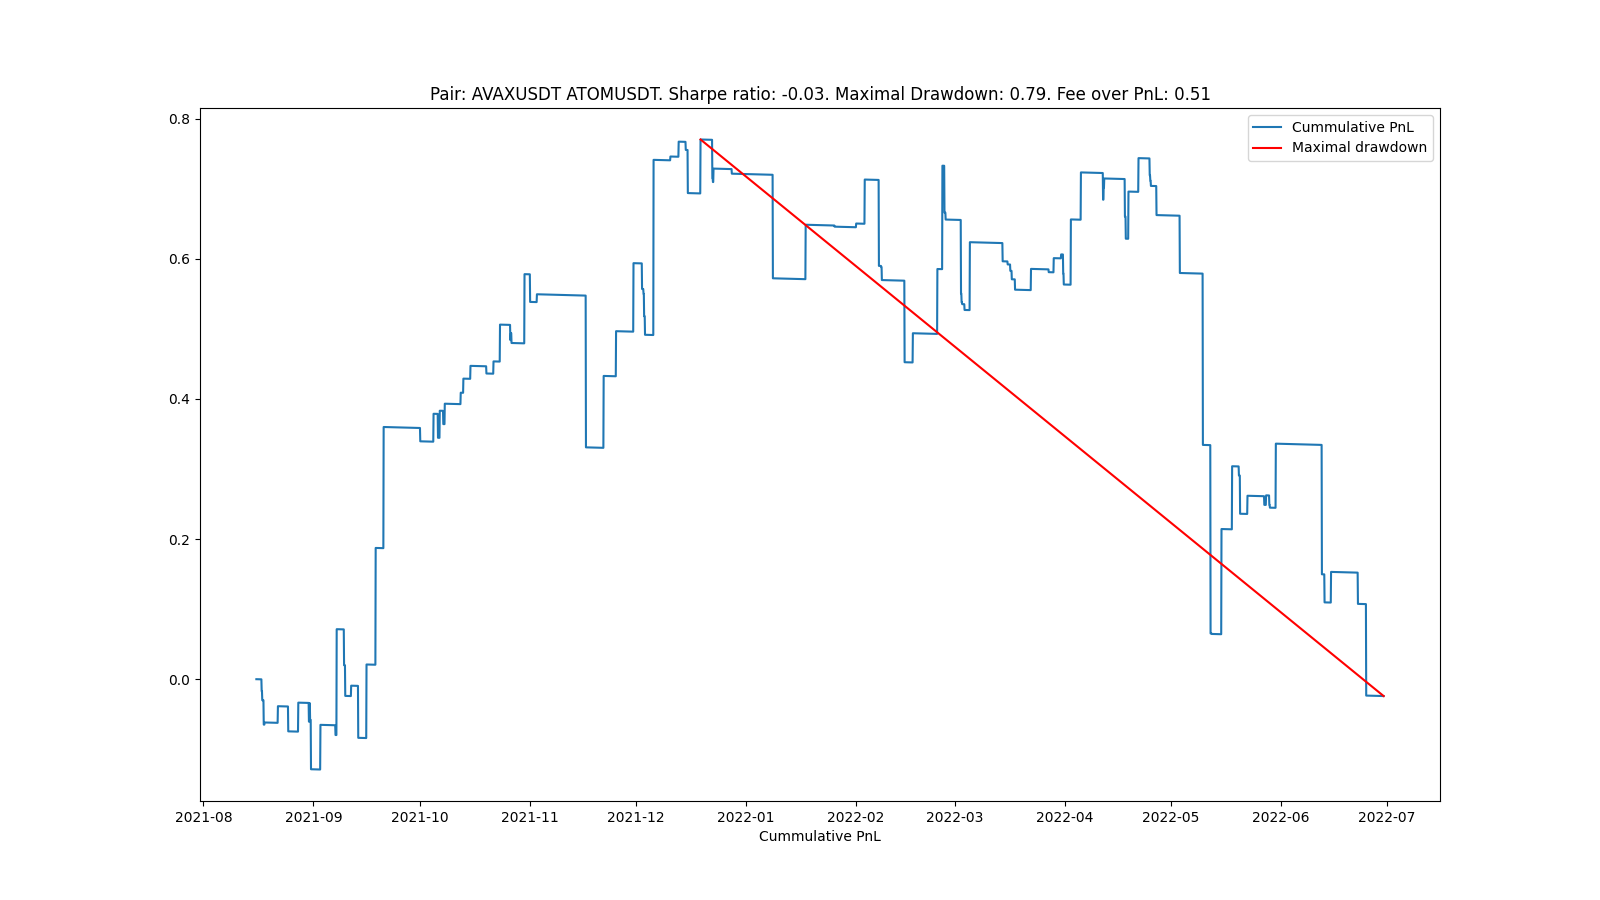 Pair: AVAXUSDT ATOMUSDT. Sharpe ratio: -0.03. Maximal Drawdown: 0.79. Fee over PnL: 0.51
Cummulative PnL
Maximal drawdown
0.8
0.6
0.4
0.2
0.0
2021-08 2021-09 2021-10 2021-11 2021-12 2022-01 2022-02 2022-03 2022-04 2022-05 2022-06 2022-07
Cummulative PnL